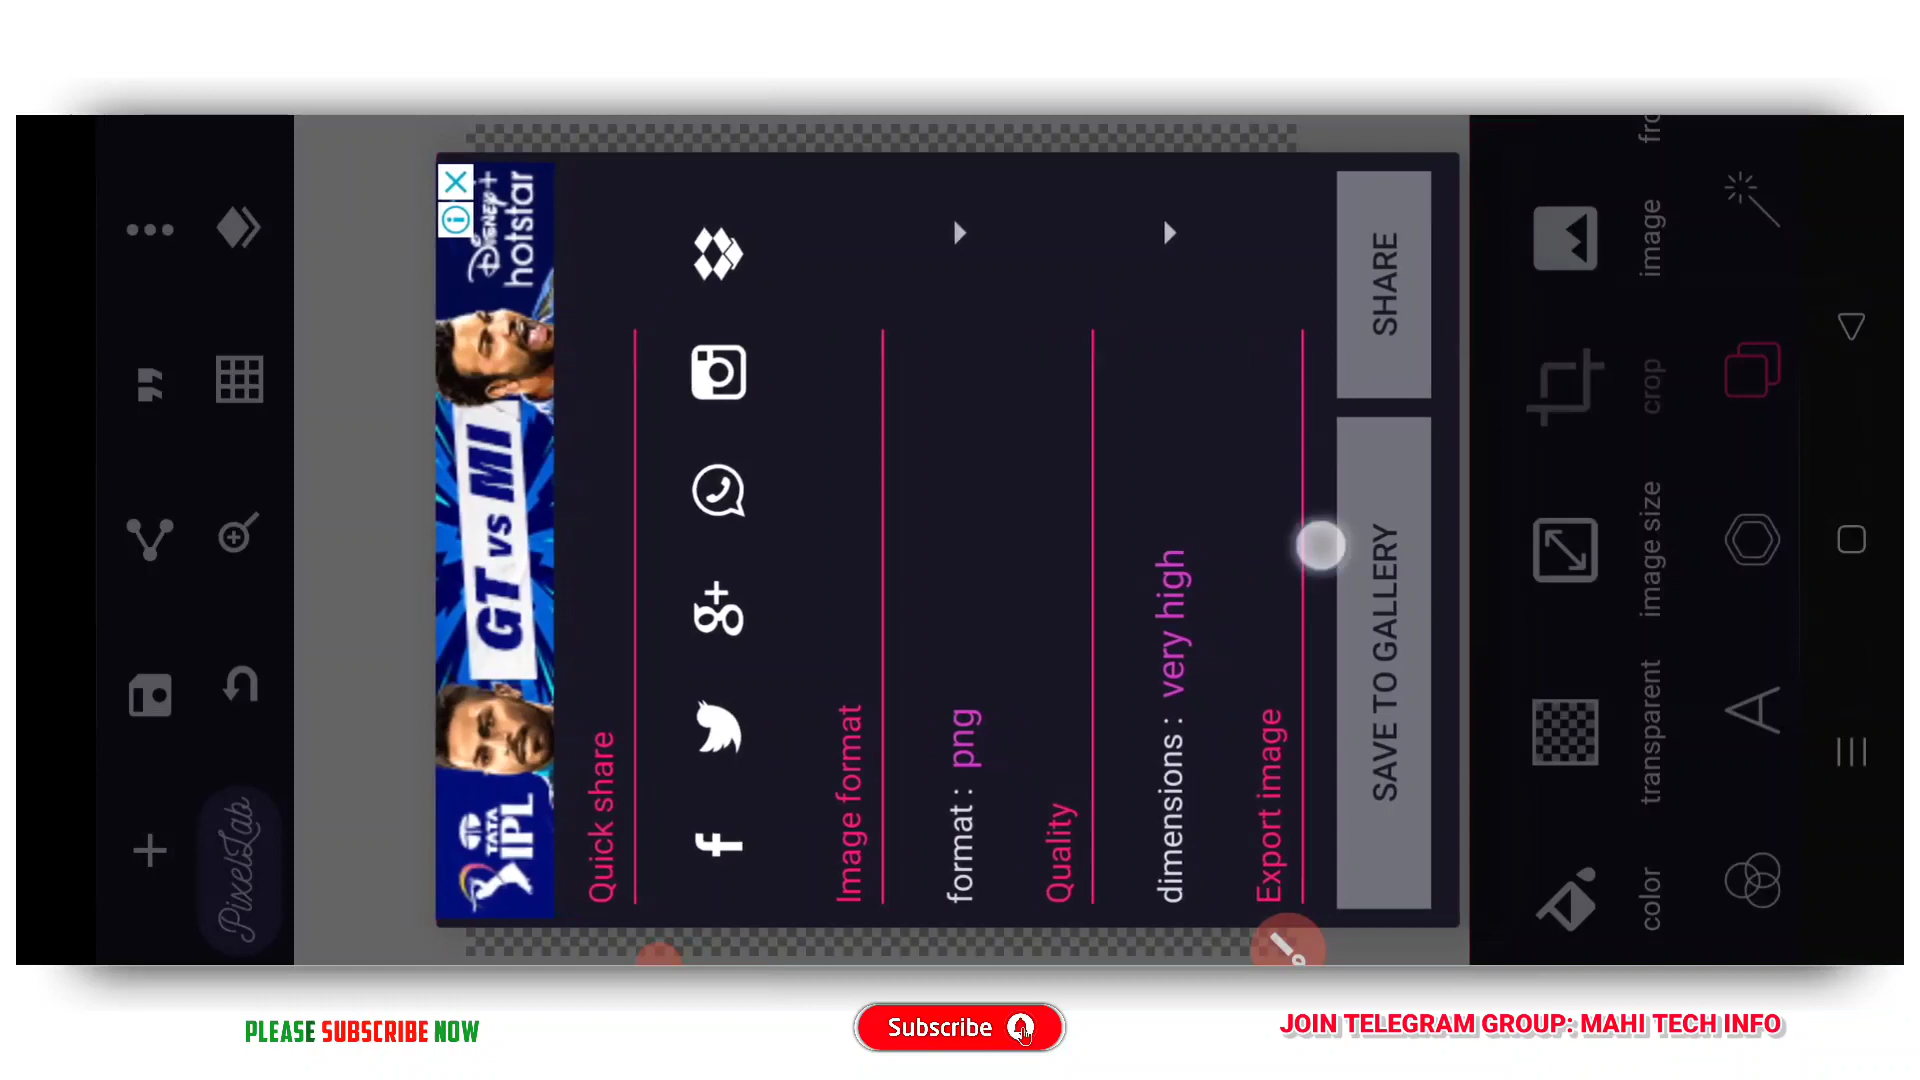 PixelLab
TATA
IPL
GT vs MI
Disney+
hotstar
Quick share
Image format
format : png
Quality
dimensions : very high
Export image
SAVE TO GALLERY
SHARE
color
transparent
image size
crop
image
fro
PLEASE SUBSCRIBE NOW
Subscribe
JOIN TELEGRAM GROUP: MAHI TECH INFO